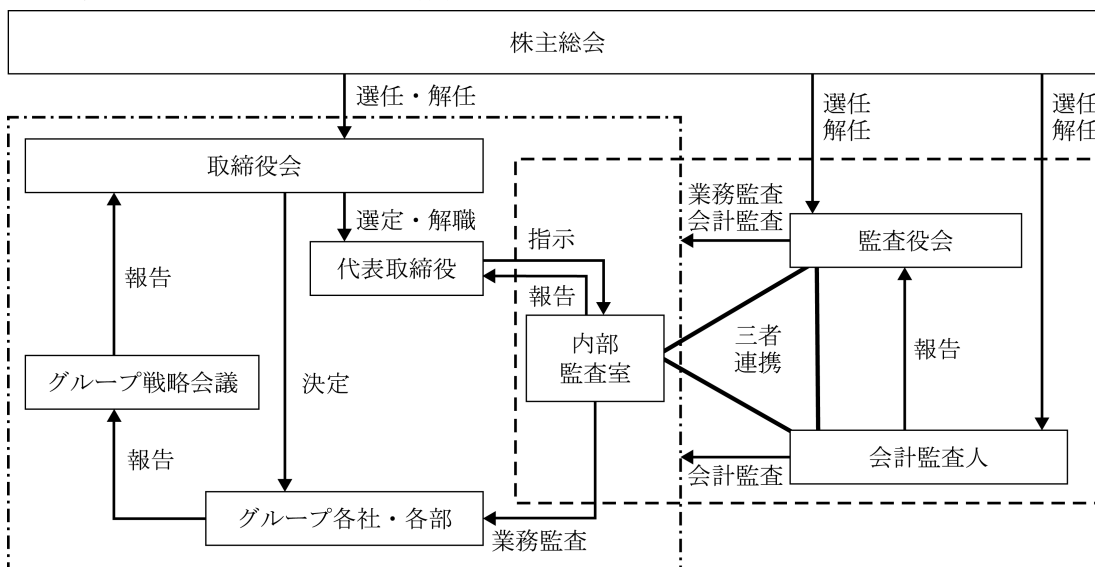 株主総会
選任・解任
選任
解任
選任
解任
取締役会
業務監査
会計監査
選定・解職
指示
監査役会
代表取締役
報告
報告
内部
監査室
三者
連携
報告
グループ戦略会議
決定
報告
会計監査人
会計監査
グループ各社・各部
業務監査